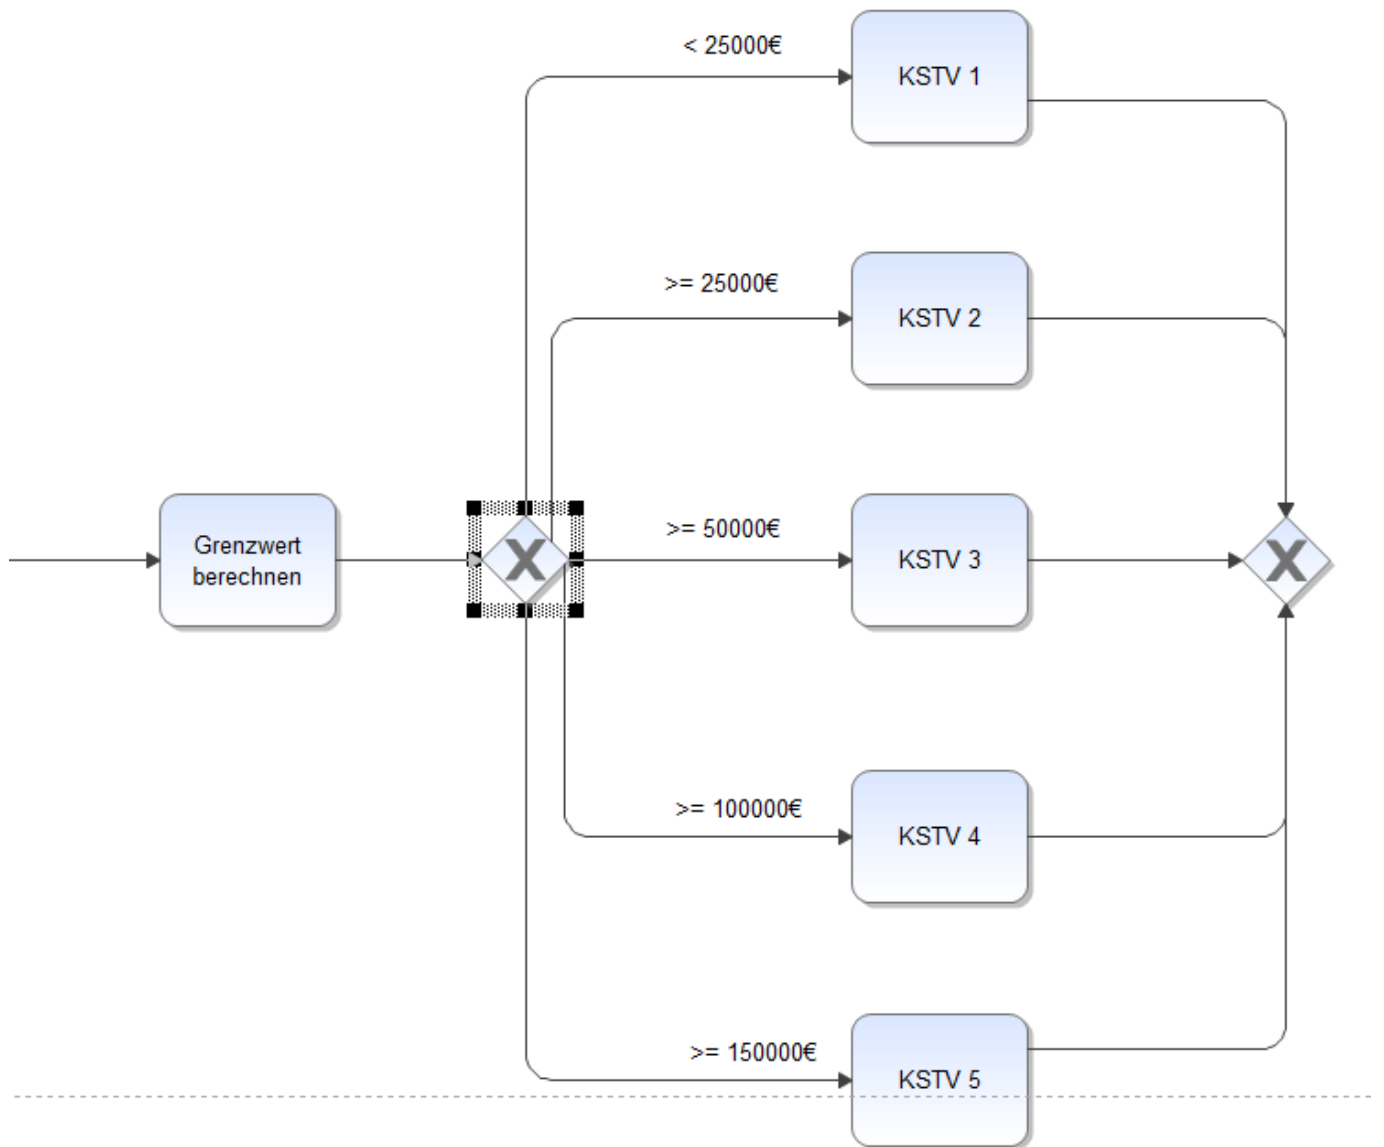 < 25000€
KSTV 1
>= 25000€
KSTV 2
Grenzwert
berechnen
X
>= 50000€
KSTV 3
X
>= 100000€
KSTV 4
>= 150000€
KSTV 5